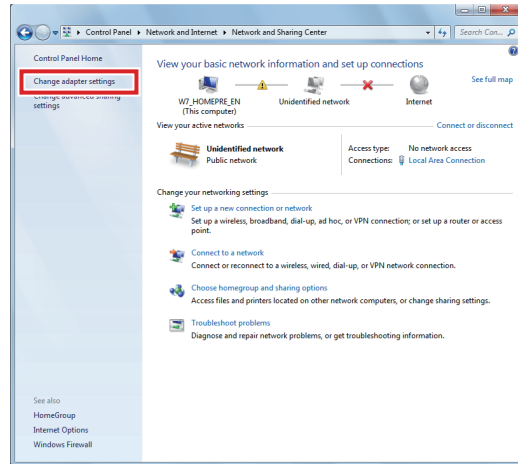 Control Panel ▸ Network and Internet ▸ Network and Sharing Center
Search Con...
Control Panel Home
Change adapter settings
Change advanced sharing
settings
See also
HomeGroup
Internet Options
Windows Firewall
View your basic network information and set up connections
See full map
W7_HOMEPRE_EN
(This computer)
Unidentified network
Internet
View your active networks
Connect or disconnect
Unidentified network
Public network
Access type: No network access
Connections: Local Area Connection
Change your networking settings
Set up a new connection or network
Set up a wireless, broadband, dial-up, ad hoc, or VPN connection; or set up a router or access
point.
Connect to a network
Connect or reconnect to a wireless, wired, dial-up, or VPN network connection.
Choose homegroup and sharing options
Access files and printers located on other network computers, or change sharing settings.
Troubleshoot problems
Diagnose and repair network problems, or get troubleshooting information.